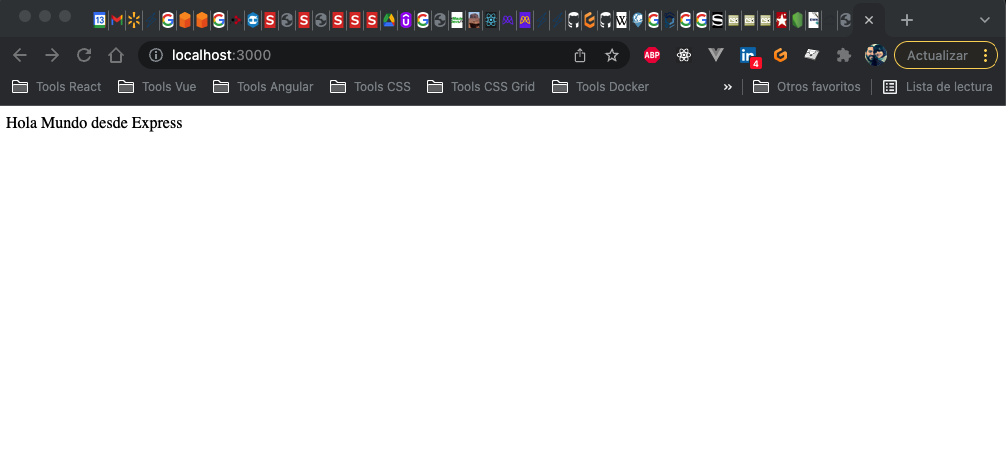 13
localhost:3000
ABP
4
Actualizar
Tools React
Tools Vue
Tools Angular
Tools CSS
Tools CSS Grid
Tools Docker
»
Otros favoritos
Lista de lectura
Hola Mundo desde Express